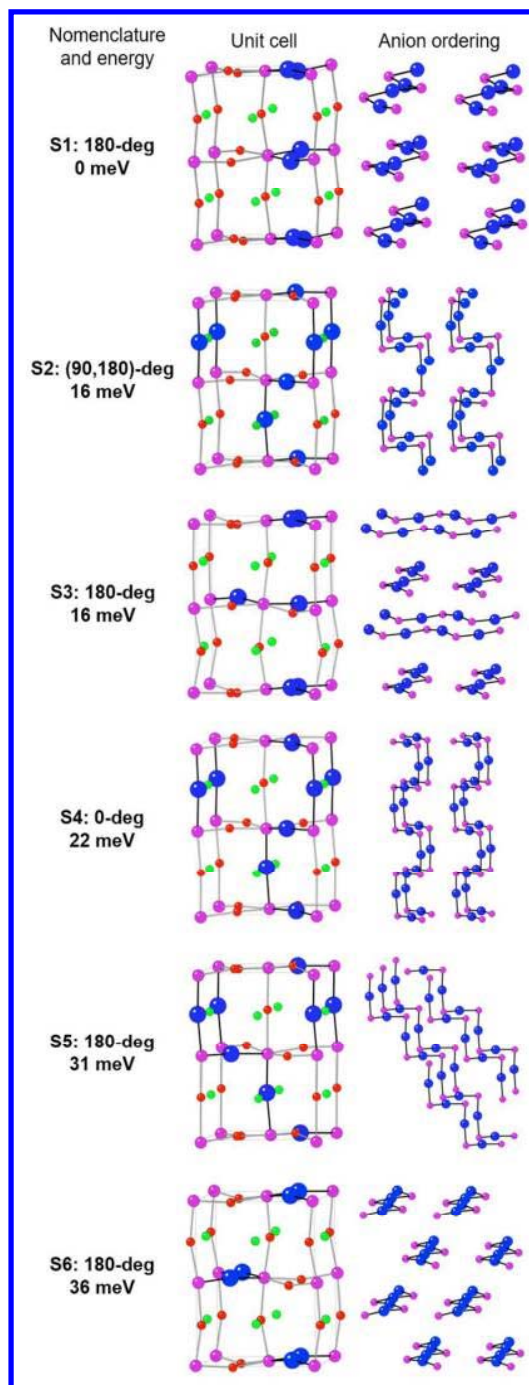 Nomenclature and energy
Unit cell
Anion ordering
S1: 180-deg
0 meV
S2: (90,180)-deg
16 meV
S3: 180-deg
16 meV
S4: 0-deg
22 meV
S5: 180-deg
31 meV
S6: 180-deg
36 meV